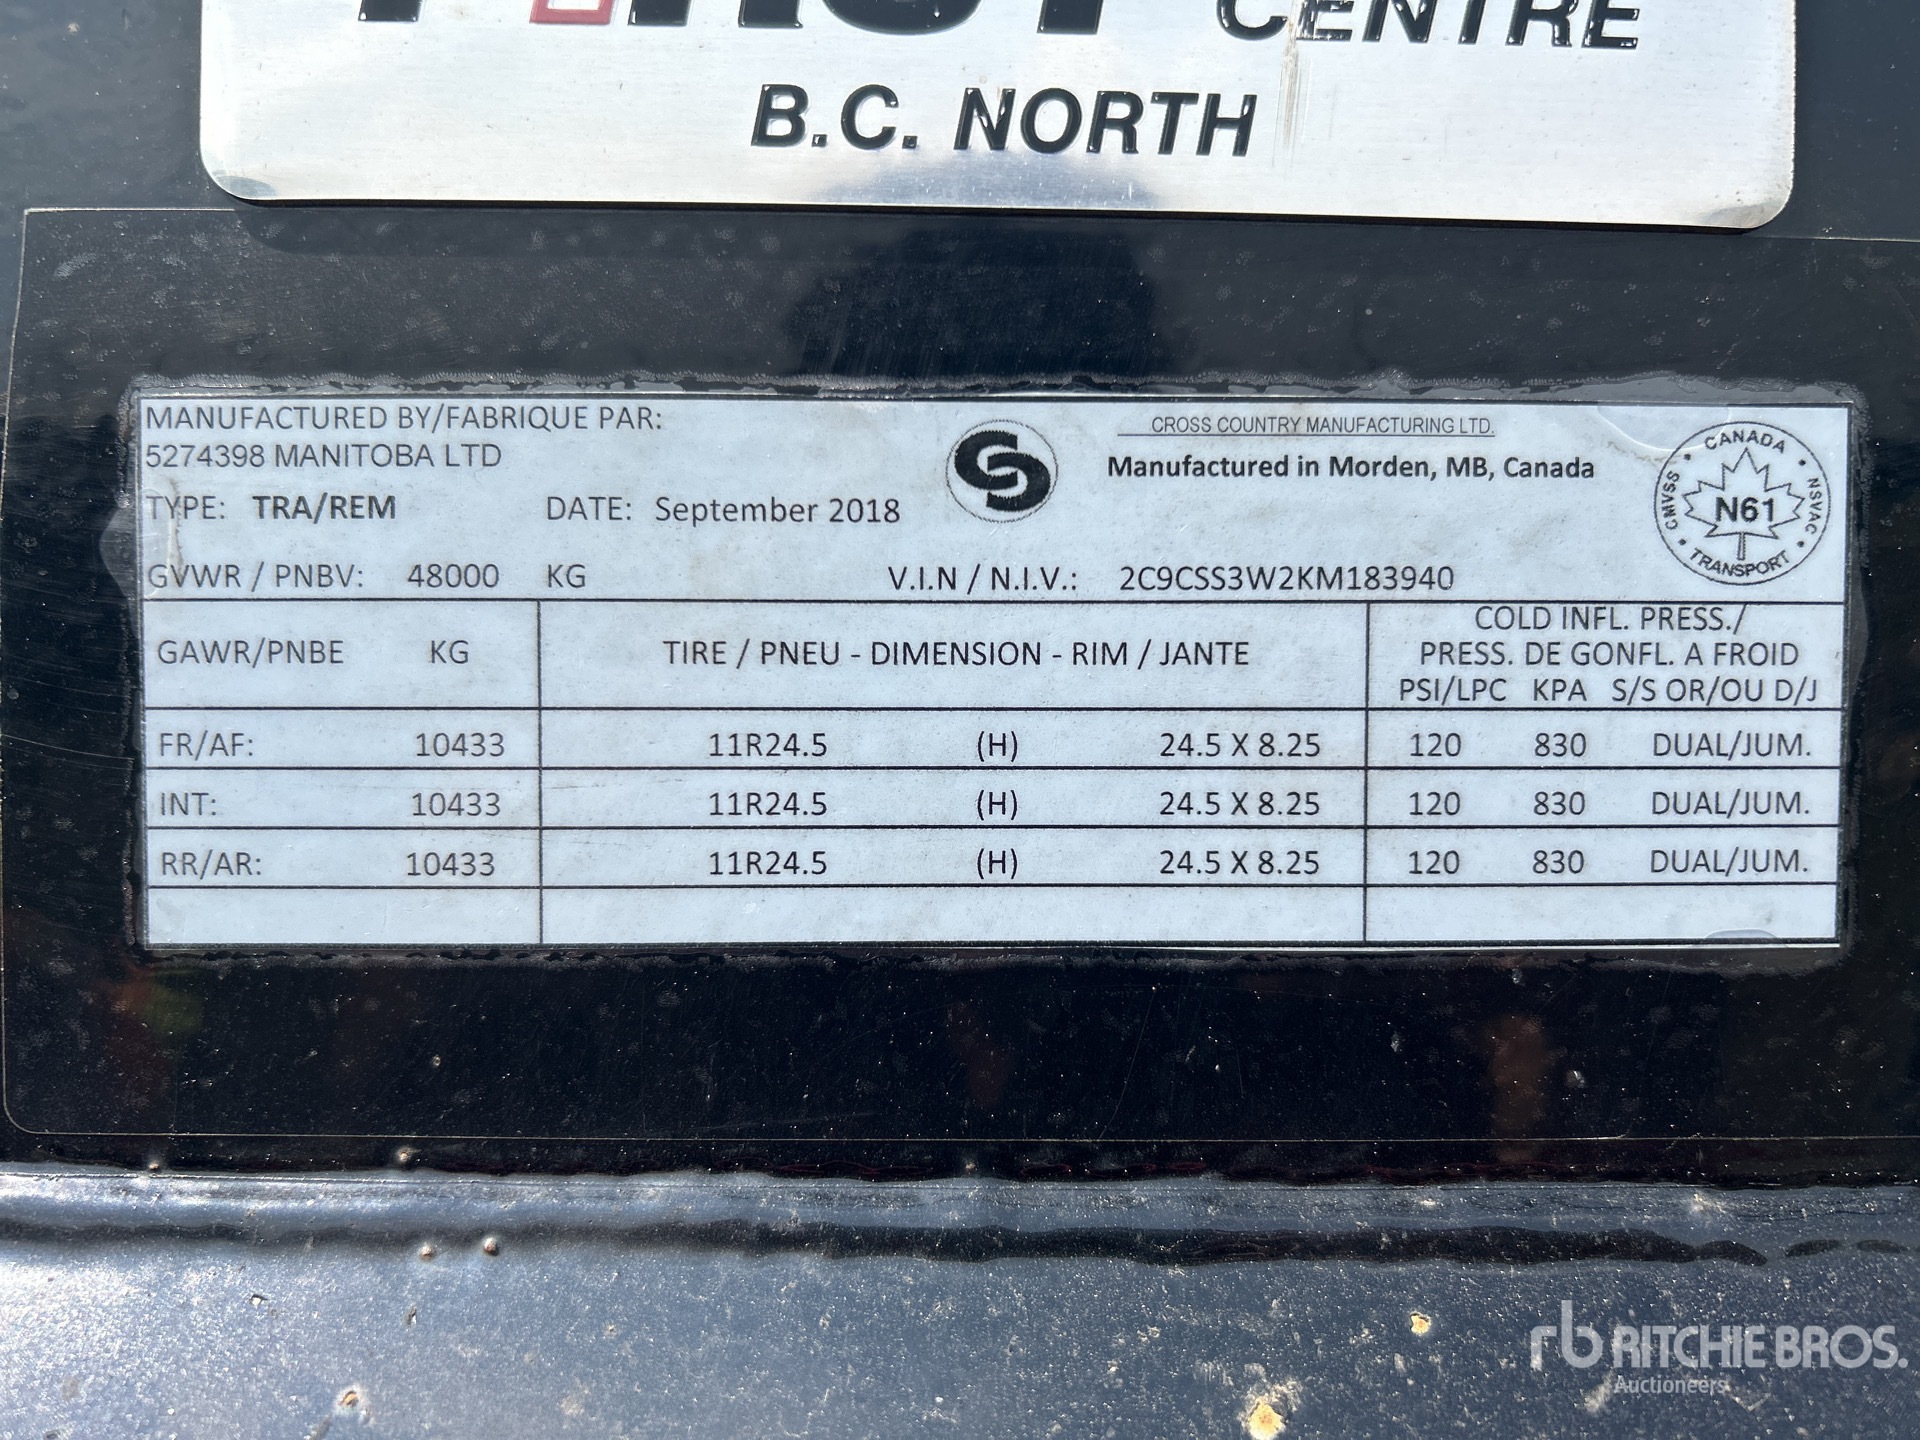 CENTRE
B.C. NORTH
MANUFACTURED BY/FABRIQUE PAR:
5274398 MANITOBA LTD
CROSS COUNTRY MANUFACTURING LTD.
Manufactured in Morden, MB, Canada
CANADA
CMVSS
NSVAC
N61
TRANSPORT
TYPE: TRA/REM DATE: September 2018
GVWR / PNBV: 48000 KG V.I.N / N.I.V.: 2C9CSS3W2KM183940
GAWR/PNBE KG TIRE / PNEU - DIMENSION - RIM / JANTE
COLD INFL. PRESS./
PRESS. DE GONFL. A FROID
PSI/LPC KPA S/S OR/OU D/J
FR/AF: 10433 11R24.5 (H) 24.5 X 8.25 120 830 DUAL/JUM.
INT: 10433 11R24.5 (H) 24.5 X 8.25 120 830 DUAL/JUM.
RR/AR: 10433 11R24.5 (H) 24.5 X 8.25 120 830 DUAL/JUM.
rb RITCHIE BROS.
Auctioneers